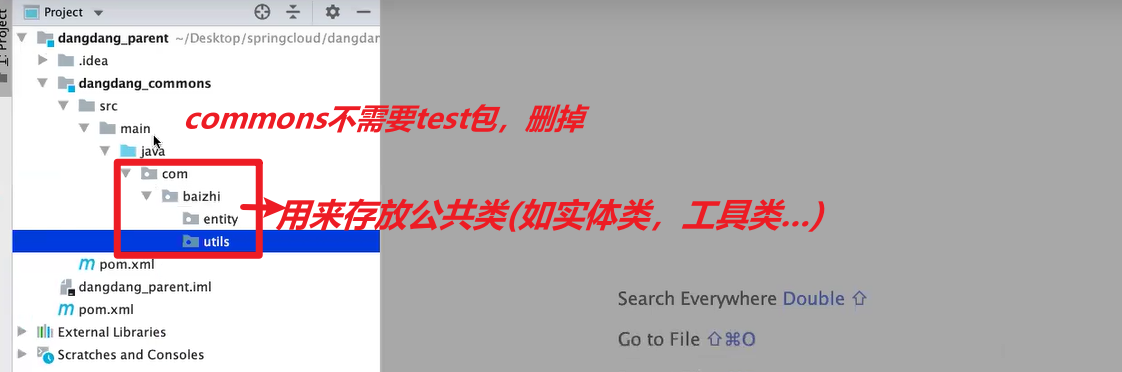 1: Project
Project
dangdang_parent ~/Desktop/springcloud/dangdan
.idea
dangdang_commons
src
main
commons不需要test包，删掉
java
com
baizhi
用来存放公共类(如实体类，工具类...)
entity
utils
pom.xml
dangdang_parent.iml
pom.xml
External Libraries
Scratches and Consoles
Search Everywhere Double ⇧
Go to File ⇧⌘O